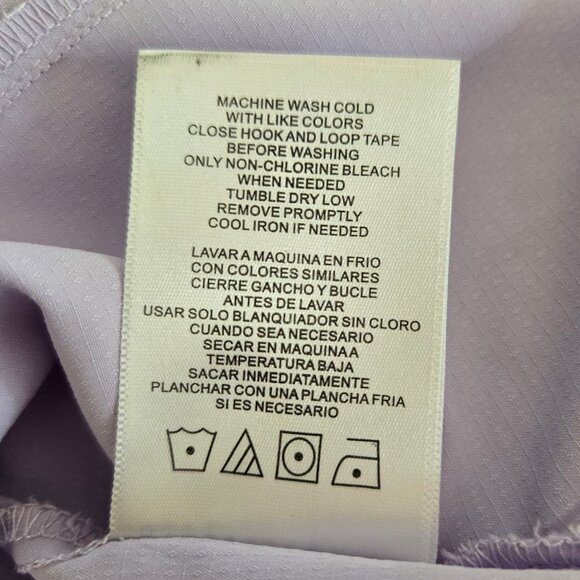 MACHINE WASH COLD
WITH LIKE COLORS
CLOSE HOOK AND LOOP TAPE
BEFORE WASHING
ONLY NON-CHLORINE BLEACH
WHEN NEEDED
TUMBLE DRY LOW
REMOVE PROMPTLY
COOL IRON IF NEEDED
LAVAR A MAQUINA EN FRIO
CON COLORES SIMILARES
CIERRE GANCHO Y BUCLE
ANTES DE LAVAR
USAR SOLO BLANQUIADOR SIN CLORO
CUANDO SEA NECESARIO
SECAR EN MAQUINA A
TEMPERATURA BAJA
SACAR INMEDIATAMENTE
PLANCHAR CON UNA PLANCHA FRIA
SI ES NECESARIO